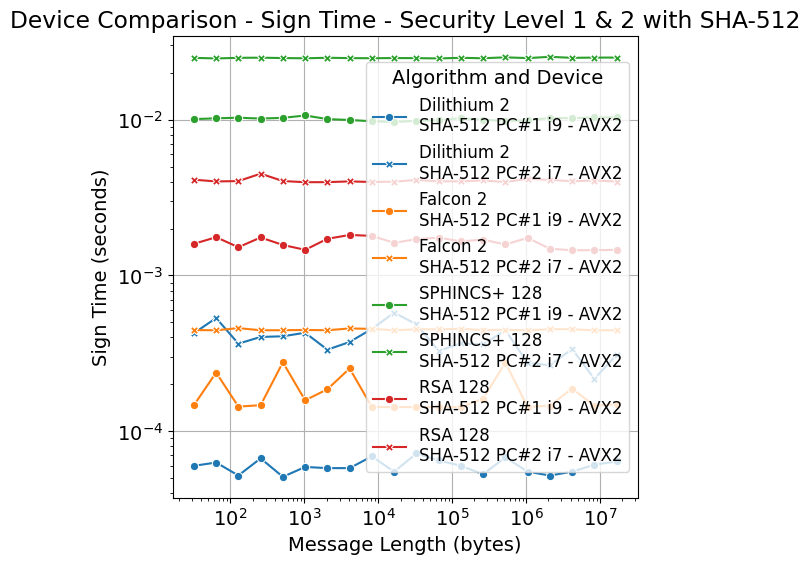 Device Comparison - Sign Time - Security Level 1 & 2 with SHA-512
Sign Time (seconds)
10⁻²
10⁻³
10⁻⁴
Algorithm and Device
Dilithium 2
SHA-512 PC#1 i9 - AVX2
Dilithium 2
SHA-512 PC#2 i7 - AVX2
Falcon 2
SHA-512 PC#1 i9 - AVX2
Falcon 2
SHA-512 PC#2 i7 - AVX2
SPHINCS+ 128
SHA-512 PC#1 i9 - AVX2
SPHINCS+ 128
SHA-512 PC#2 i7 - AVX2
RSA 128
SHA-512 PC#1 i9 - AVX2
RSA 128
SHA-512 PC#2 i7 - AVX2
10² 10³ 10⁴ 10⁵ 10⁶ 10⁷
Message Length (bytes)